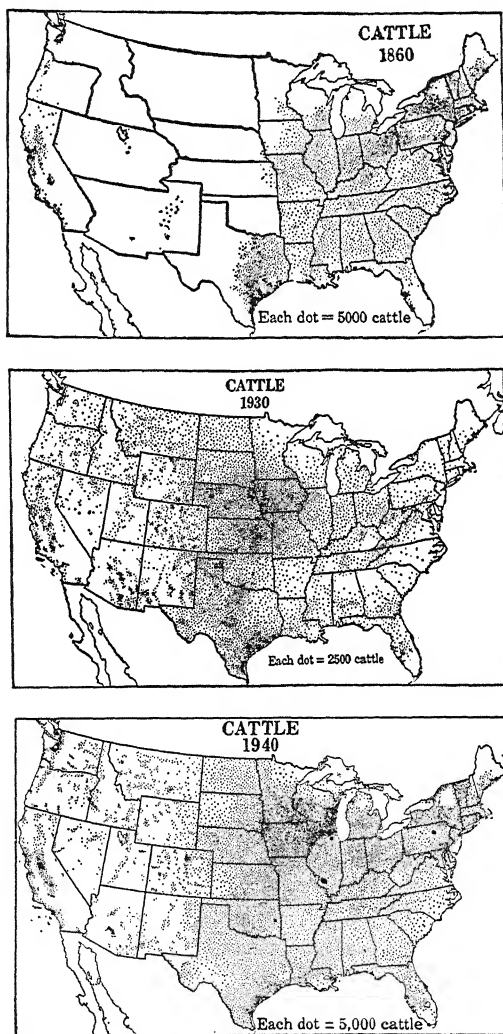 CATTLE
1860
Each dot = 5000 cattle
CATTLE
1930
Each dot = 2500 cattle
CATTLE
1940
Each dot = 5,000 cattle